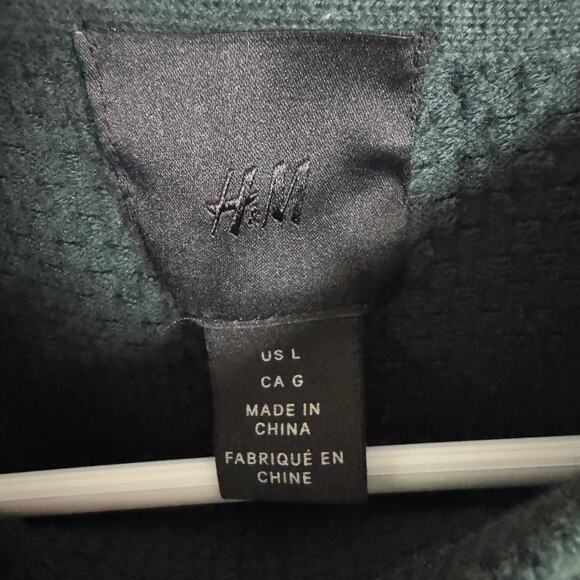 H&M
US L
CA G
MADE IN
CHINA
FABRIQUÉ EN
CHINE